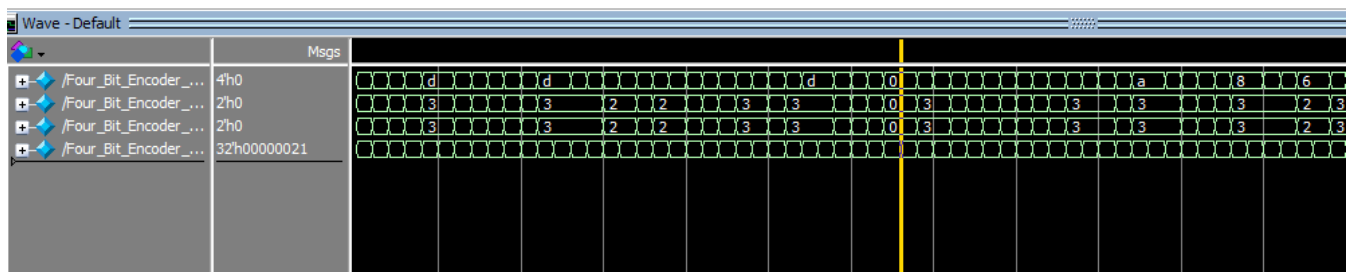 Wave - Default
Msgs
/Four_Bit_Encoder_... 4'h0 d d d 0 a 8 6
/Four_Bit_Encoder_... 2'h0 3 3 2 2 3 3 0 3 3 3 3 2 3
/Four_Bit_Encoder_... 2'h0 3 3 2 2 3 3 0 3 3 3 3 2 3
/Four_Bit_Encoder_... 32'h00000021